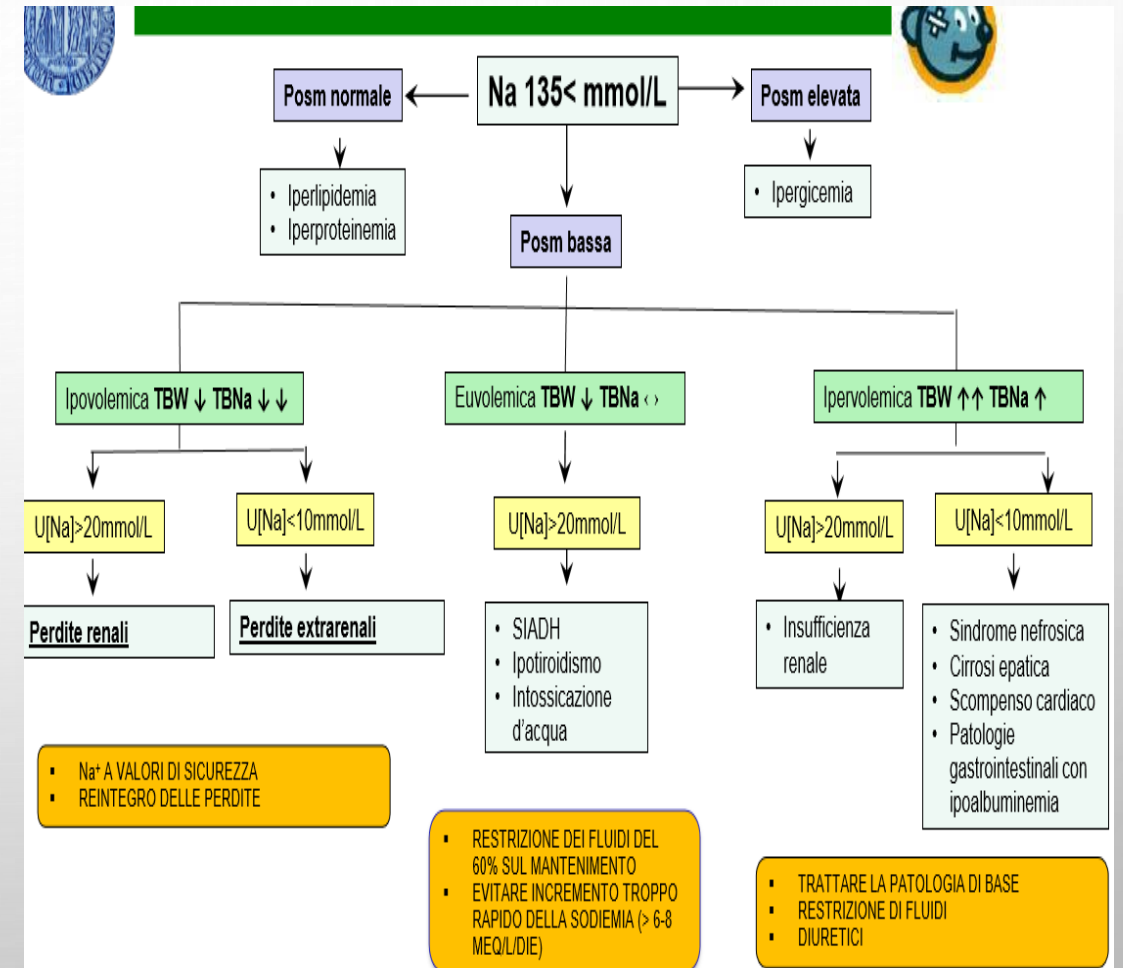 Posm normale
Na 135< mmol/L
Posm elevata
• Iperlipidemia
• Iperproteinemia
• Ipergicemia
Posm bassa
Ipovolemica TBW ↓ TBNa ↓ ↓
Euvolemica TBW ↓ TBNa ‹ ›
Ipervolemica TBW ↑↑ TBNa ↑
U[Na]>20mmol/L
U[Na]<10mmol/L
U[Na]>20mmol/L
U[Na]>20mmol/L
U[Na]<10mmol/L
Perdite renali
Perdite extrarenali
• SIADH
• Ipotiroidismo
• Intossicazione
d'acqua
• Insufficienza
renale
• Sindrome nefrosica
• Cirrosi epatica
• Scompenso cardiaco
• Patologie
gastrointestinali con
ipoalbuminemia
▪ Na⁺ A VALORI DI SICUREZZA
▪ REINTEGRO DELLE PERDITE
▪ RESTRIZIONE DEI FLUIDI DEL
60% SUL MANTENIMENTO
▪ EVITARE INCREMENTO TROPPO
RAPIDO DELLA SODIEMIA (> 6-8
MEQ/L/DIE)
▪ TRATTARE LA PATOLOGIA DI BASE
▪ RESTRIZIONE DI FLUIDI
▪ DIURETICI